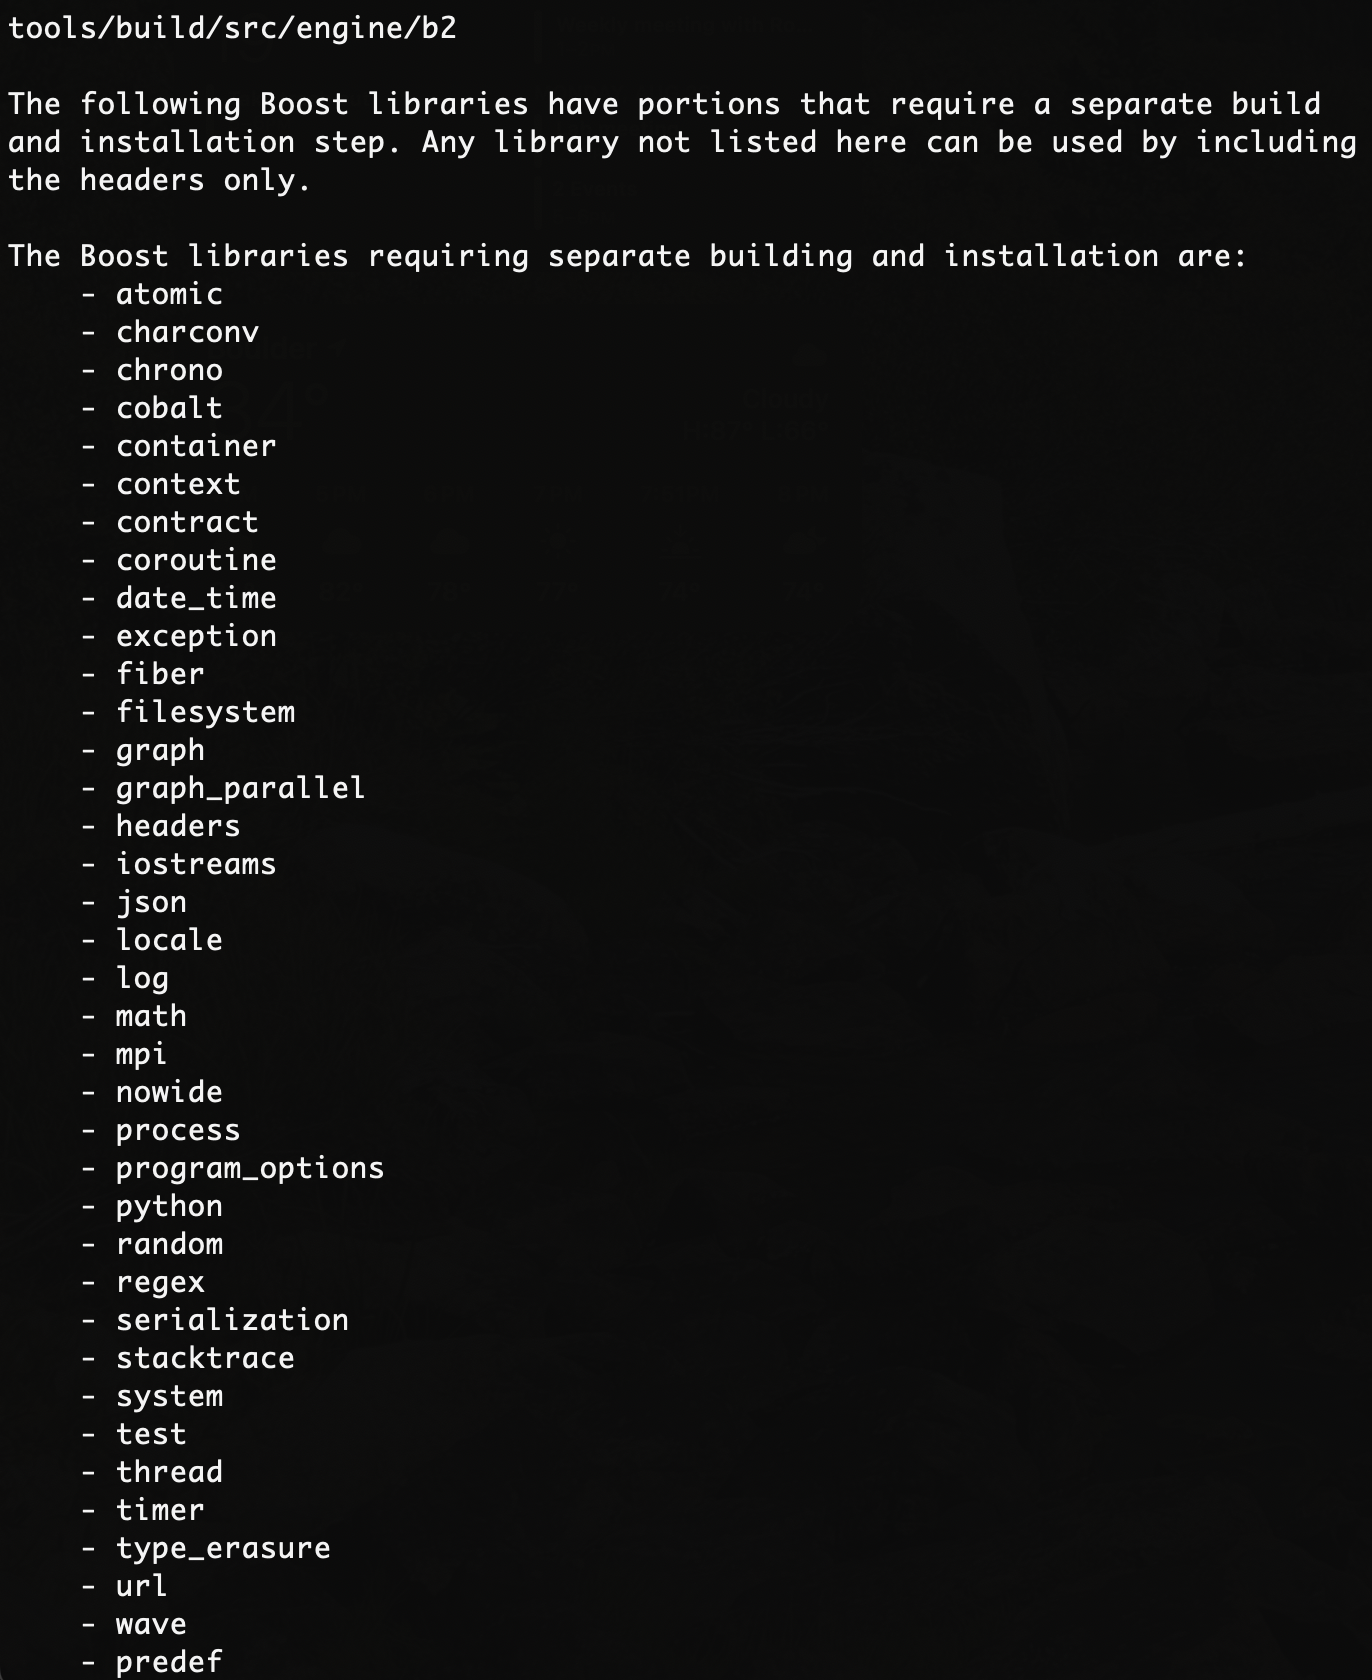 tools/build/src/engine/b2
The following Boost libraries have portions that require a separate build
and installation step. Any library not listed here can be used by including
the headers only.
The Boost libraries requiring separate building and installation are:
- atomic
- charconv
- chrono
- cobalt
- container
- context
- contract
- coroutine
- date_time
- exception
- fiber
- filesystem
- graph
- graph_parallel
- headers
- iostreams
- json
- locale
- log
- math
- mpi
- nowide
- process
- program_options
- python
- random
- regex
- serialization
- stacktrace
- system
- test
- thread
- timer
- type_erasure
- url
- wave
- predef